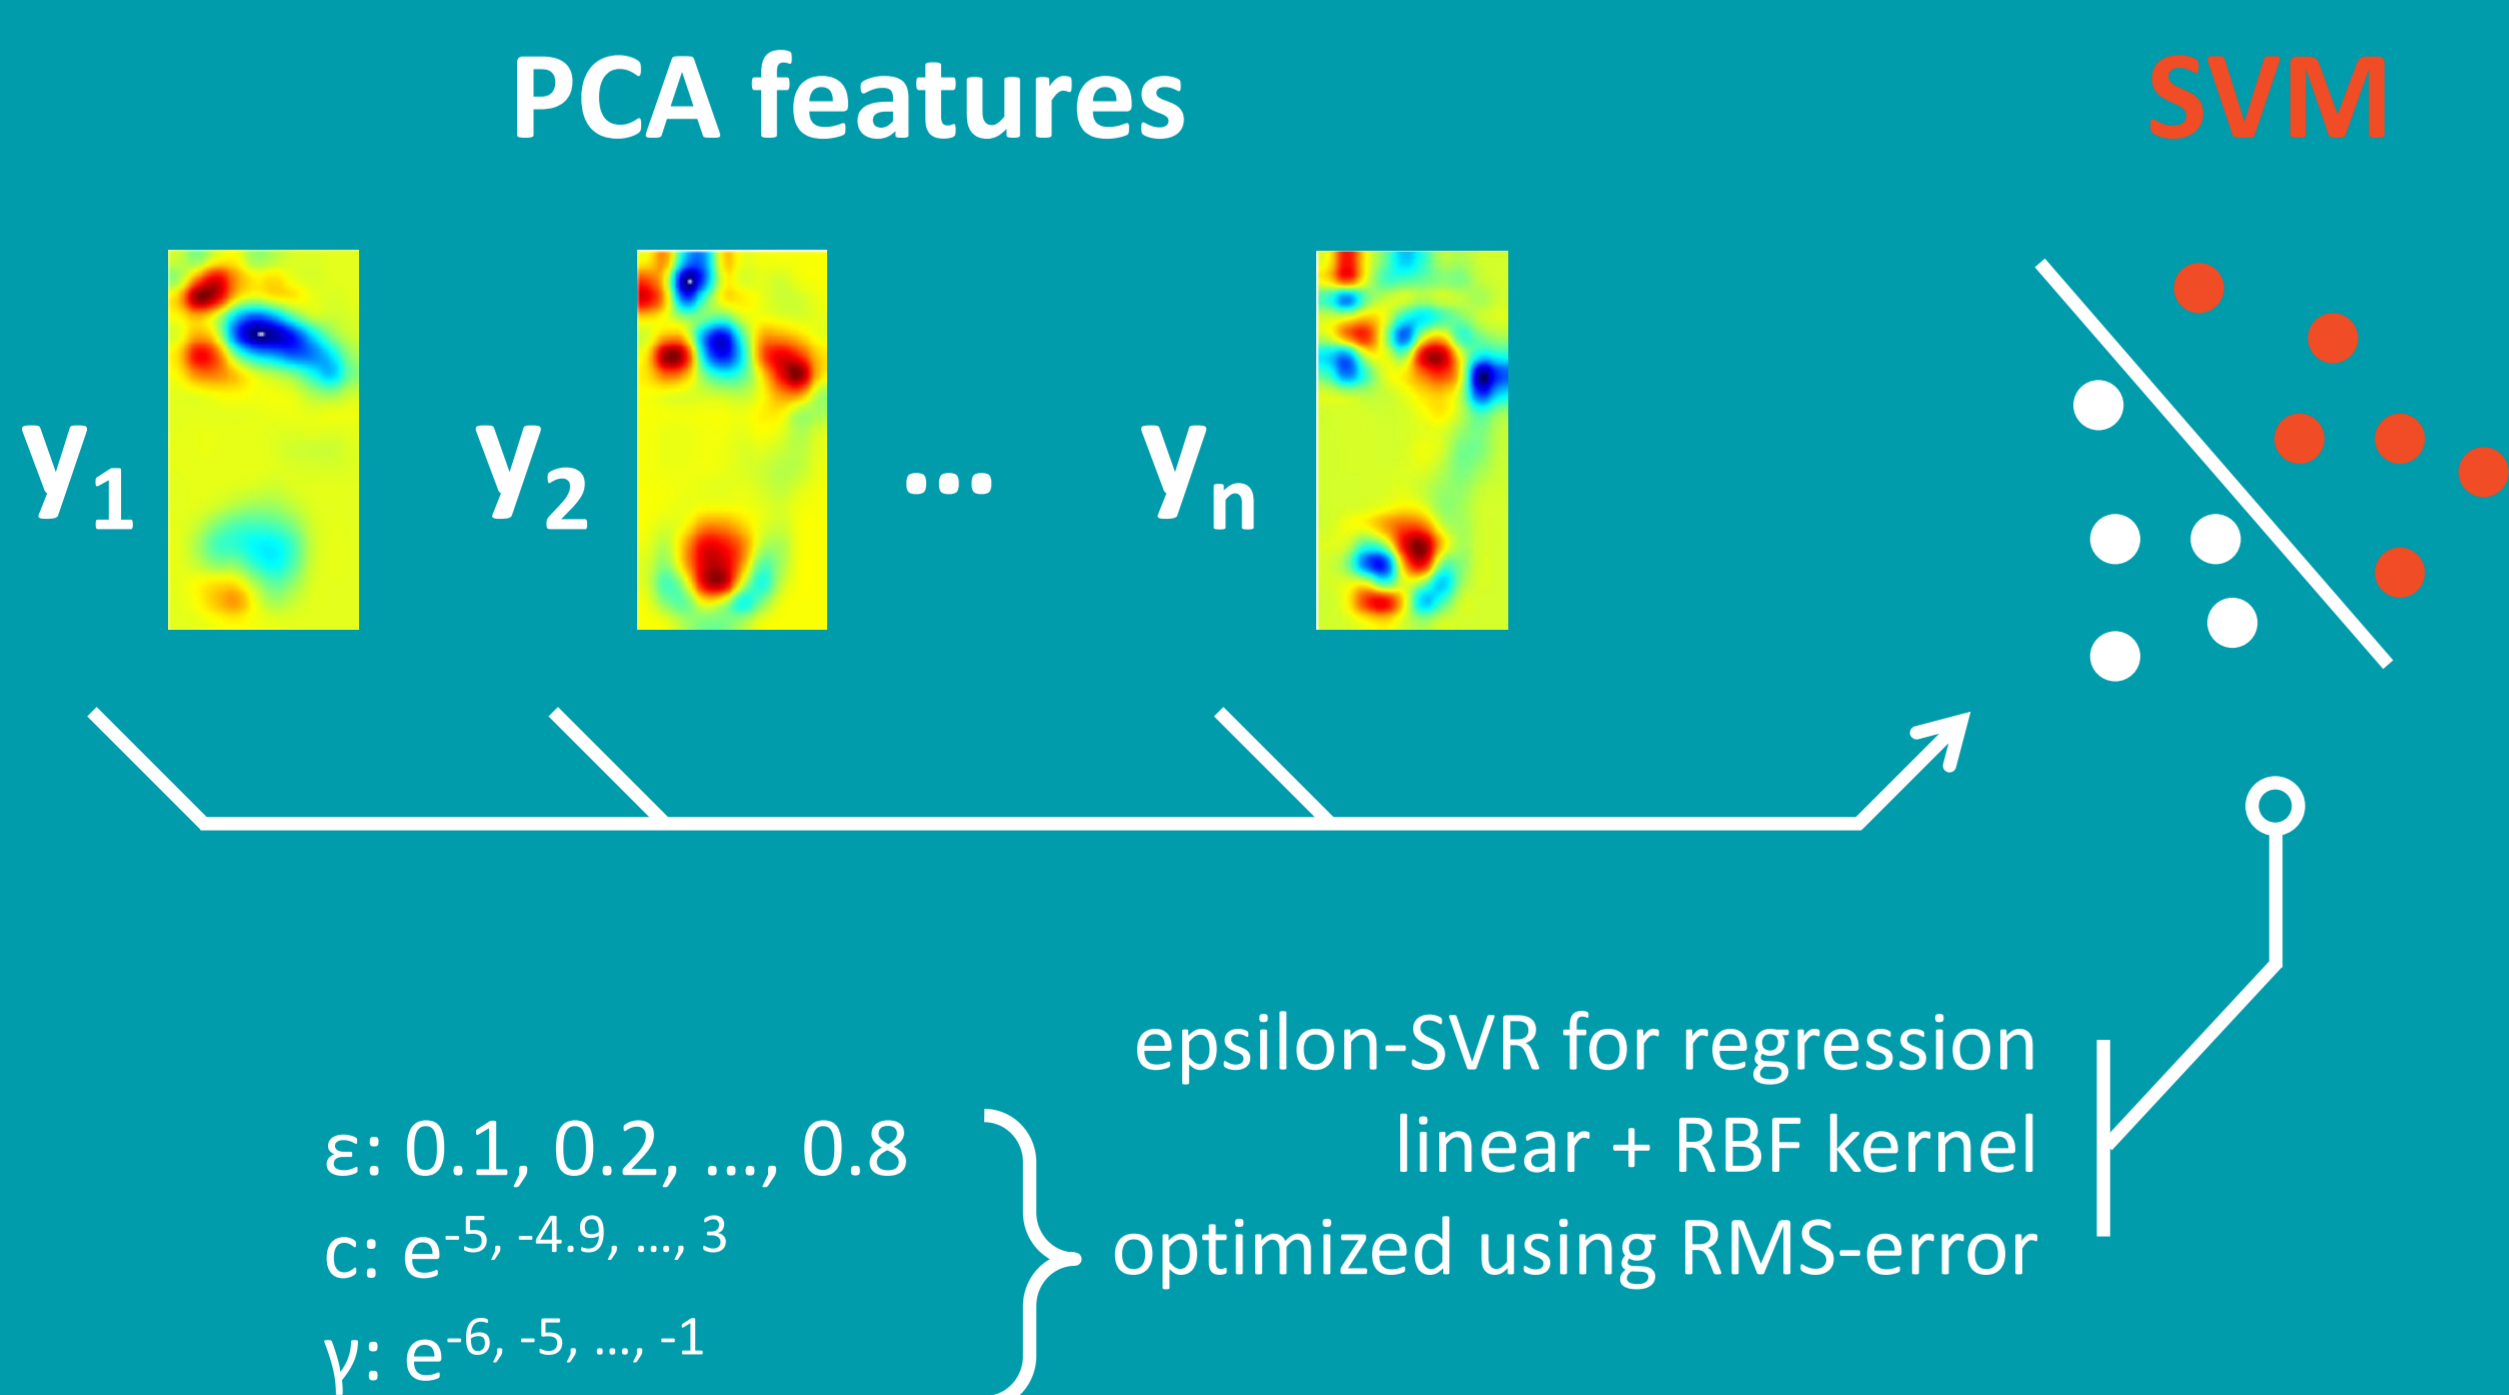 PCA features
SVM
y1
y2
...
yn
epsilon-SVR for regression
linear + RBF kernel
optimized using RMS-error
ε: 0.1, 0.2, ..., 0.8
c: e-5, -4.9, ..., 3
γ: e-6, -5, ..., -1